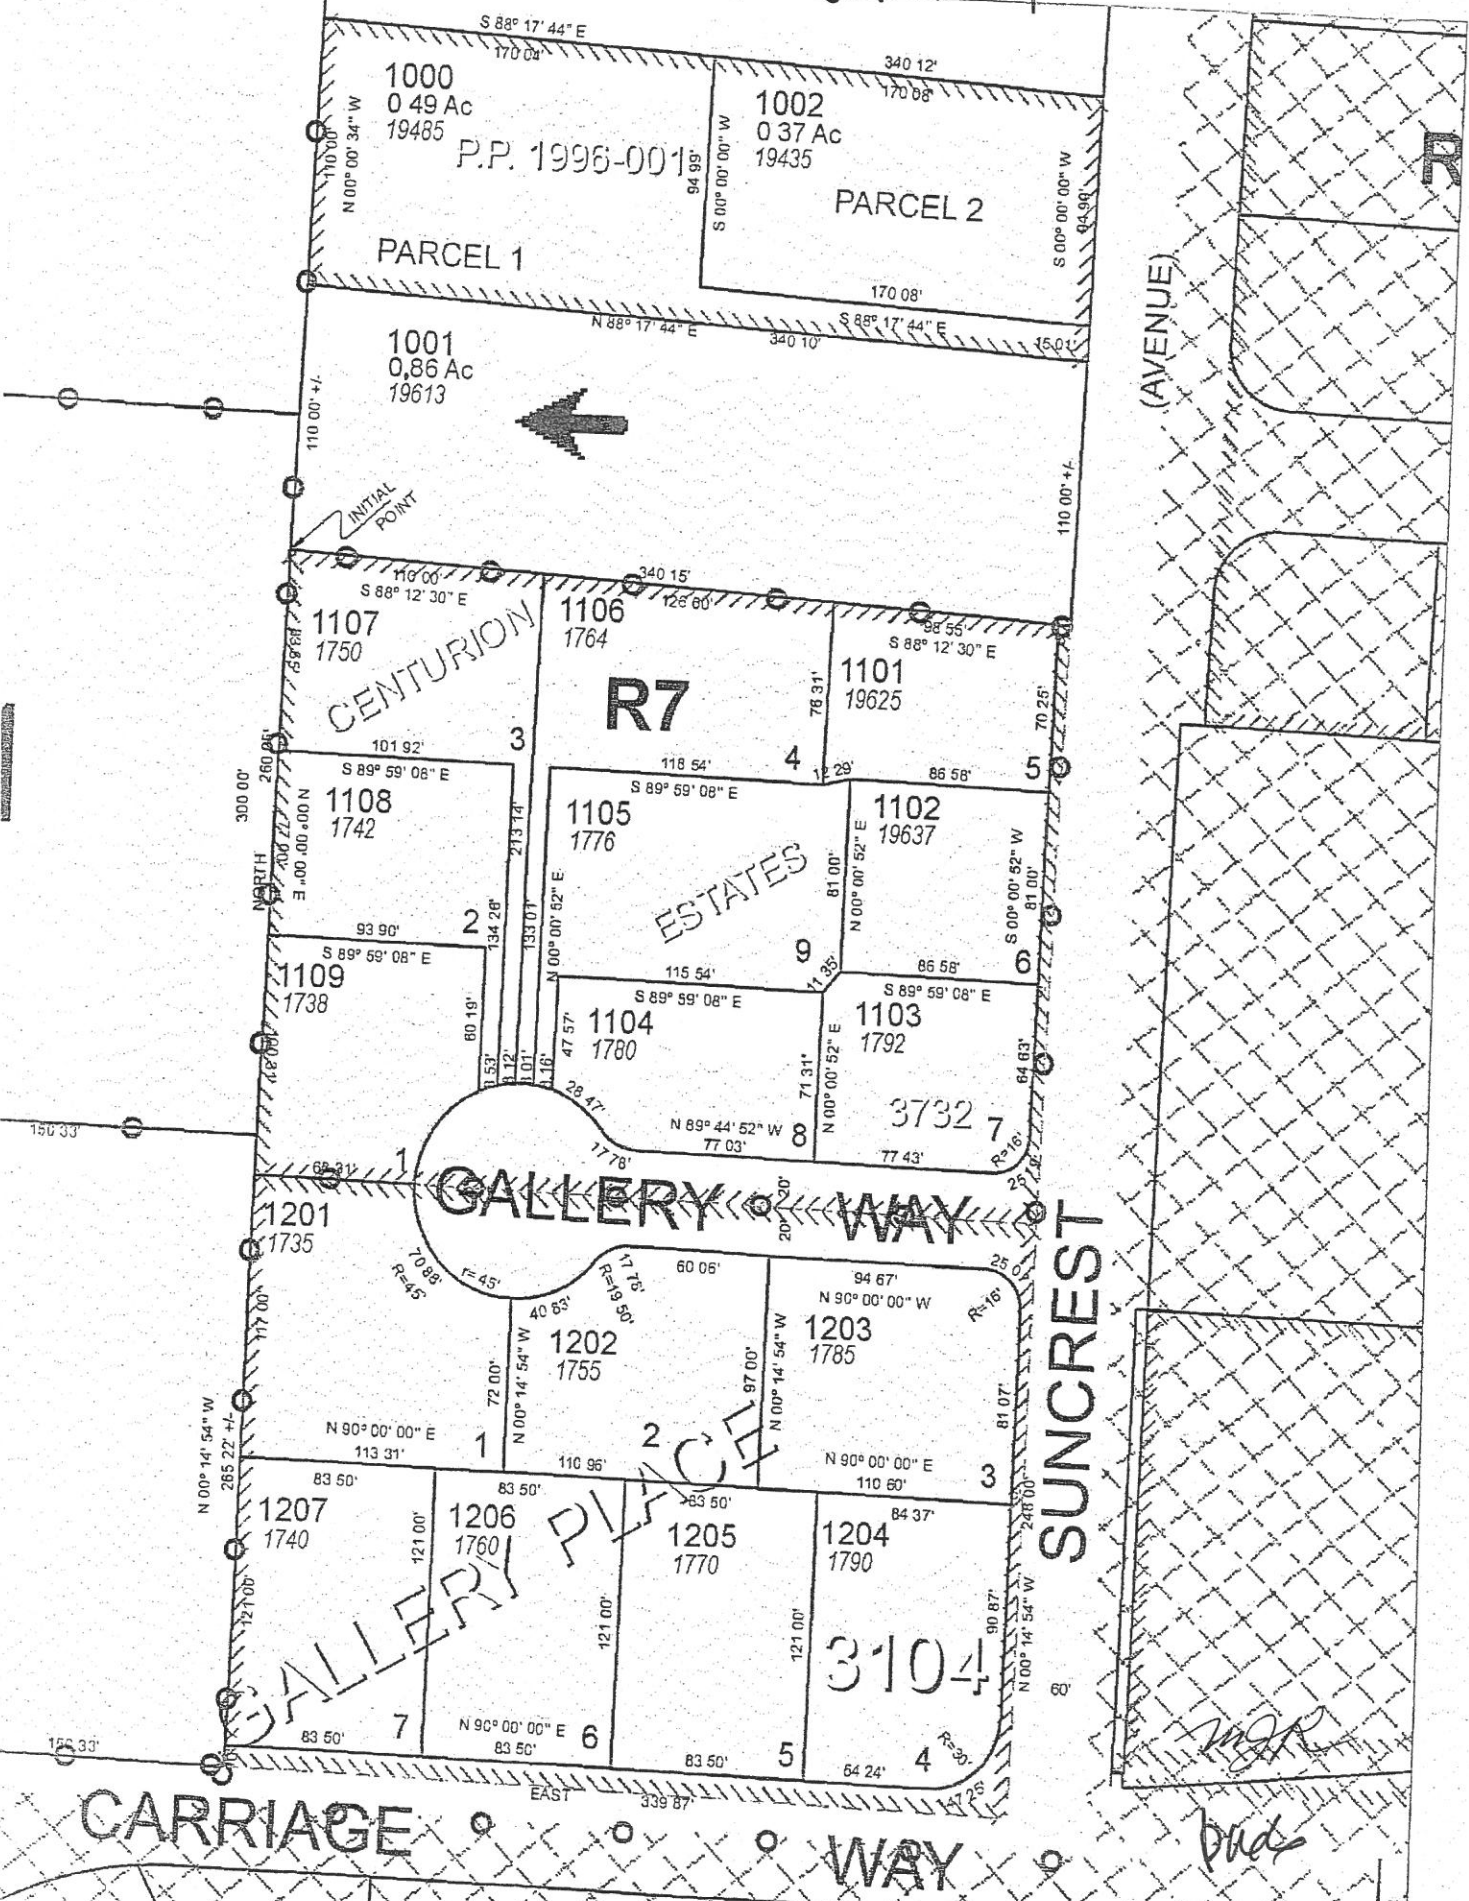 S 88° 17' 44" E
170 04'
340 12'
170 08'
1000
0 49 Ac
19485
P.P. 1996-001
110 00'
N 00° 00' 34" W
94 99'
S 00° 00' 00" W
1002
0 37 Ac
19435
PARCEL 2
S 00° 00' 00" W
94 99'
R
PARCEL 1
170 08'
S 88° 17' 44" E
N 88° 17' 44" E
340 10'
15 01'
(AVENUE)
1001
0,86 Ac
19613
110 00' +/-
110 00' +/-
INITIAL
POINT
110 00'
S 88° 12' 30" E
340 15'
126 60'
98 55'
S 88° 12' 30" E
1107
1750
83 85'
CENTURION
1106
1764
R7
76 31'
1101
19625
70 25'
101 92'
S 89° 59' 08" E
3
118 54'
S 89° 59' 08" E
4
12 29'
86 58'
5
300 00'
NORTH
N 00° 00' 00" E
1108
1742
213 14'
1105
1776
ESTATES
81 00'
N 00° 00' 52" E
1102
19637
S 00° 00' 52" W
81 00'
93 90'
S 89° 59' 08" E
2
134 26'
133 01'
N 00° 00' 52" E
9
11 35'
115 54'
S 89° 59' 08" E
86 58'
S 89° 59' 08" E
6
1109
1738
60 19'
47 57'
1104
1780
71 31'
N 00° 00' 52" E
1103
1792
64 63'
3732
28 47'
17 78'
N 89° 44' 52" W
77 03'
8
77 43'
7
R=16'
150 33'
1
GALLERY WAY
20'
20'
1201
1735
117 00'
70 88'
R=45'
r=45'
40 63'
17 78'
R=19 50'
60 06'
94 67'
N 90° 00' 00" W
R=16'
1202
1755
72 00'
N 00° 14' 54" W
97 00'
N 00° 14' 54" W
1203
1785
81 07'
SUNCREST
N 90° 00' 00" E
113 31'
1
110 96'
2
N 90° 00' 00" E
110 60'
3
N 00° 14' 54" W
265 22' +/-
83 50'
83 50'
83 50'
84 37'
248 00'
1207
1740
121 00'
1206
1760
121 00'
1205
1770
1204
1790
GALLERY PLACE
121 00'
121 00'
3104
90 87'
N 00° 14' 54" W
60'
83 50'
7
N 90° 00' 00" E
83 50'
6
83 50'
5
64 24'
4
R=30'
EAST
339 87'
CARRIAGE WAY